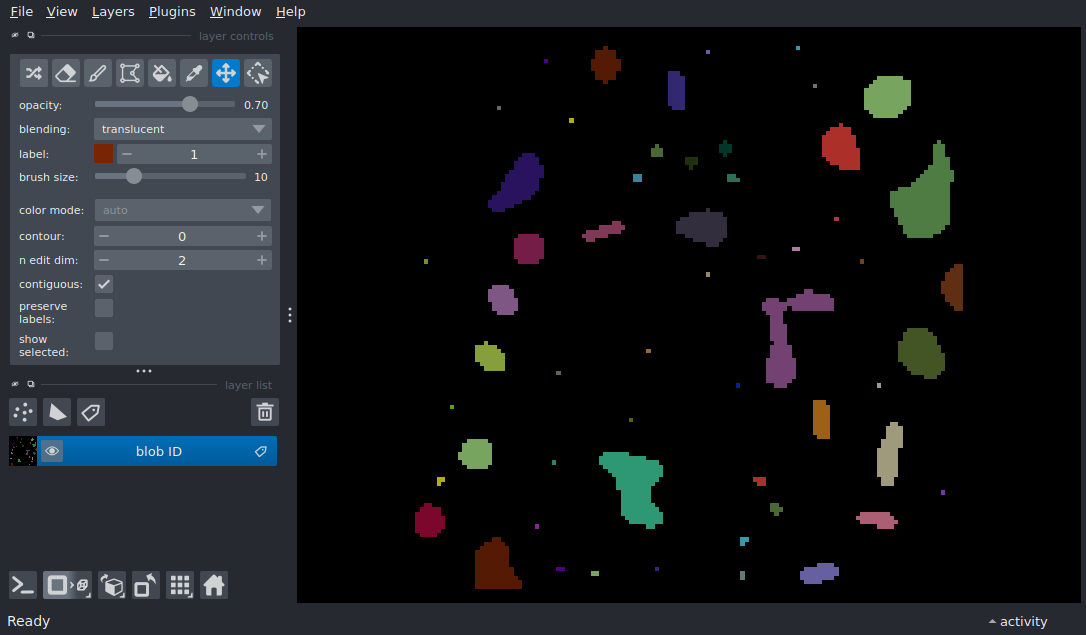 File View Layers Plugins Window Help
layer controls
opacity: 0.70
blending: translucent
label: 1
brush size: 10
color mode: auto
contour: 0
n edit dim: 2
contiguous:
preserve
labels:
show
selected:
layer list
blob ID
Ready
activity